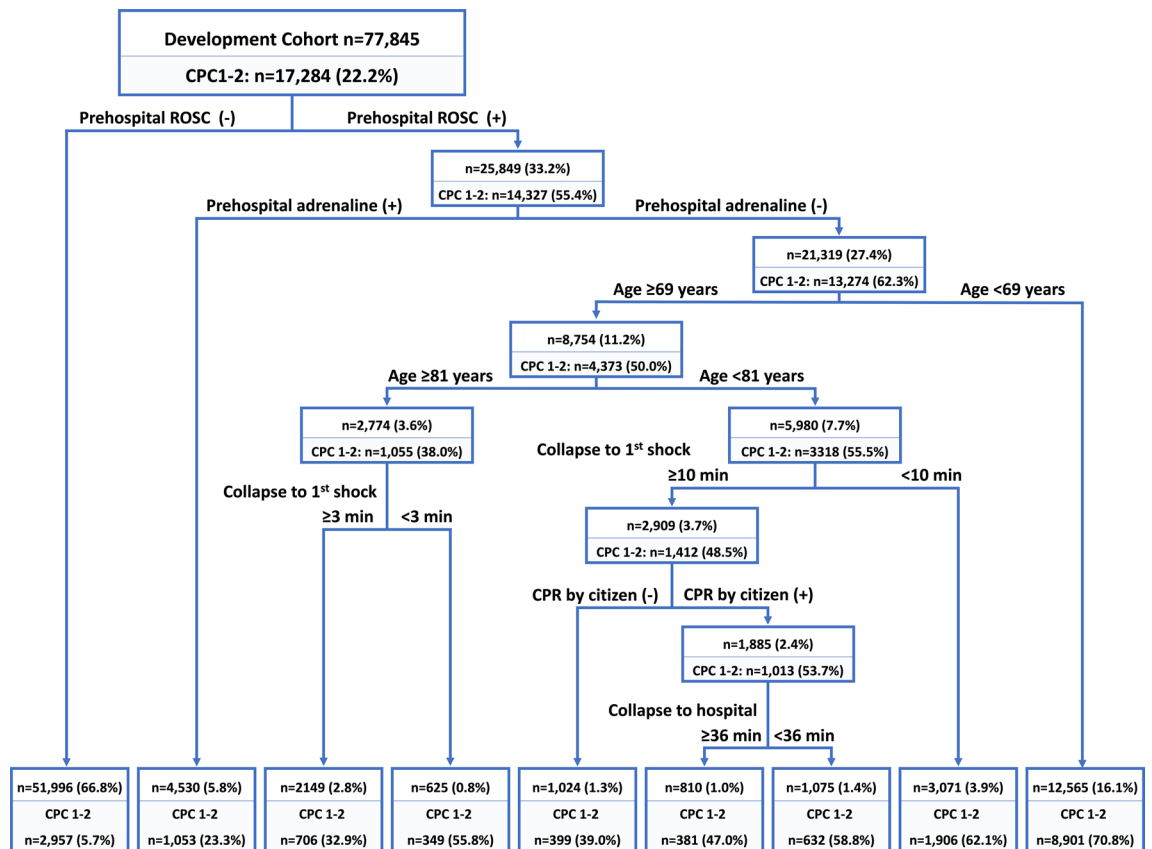 Development Cohort n=77,845
CPC1-2: n=17,284 (22.2%)
Prehospital ROSC (-)
Prehospital ROSC (+)
n=25,849 (33.2%)
CPC 1-2: n=14,327 (55.4%)
Prehospital adrenaline (+)
Prehospital adrenaline (-)
n=21,319 (27.4%)
CPC 1-2: n=13,274 (62.3%)
Age ≥69 years
Age <69 years
n=8,754 (11.2%)
CPC 1-2: n=4,373 (50.0%)
Age ≥81 years
Age <81 years
n=2,774 (3.6%)
CPC 1-2: n=1,055 (38.0%)
n=5,980 (7.7%)
CPC 1-2: n=3318 (55.5%)
Collapse to 1st shock
≥10 min
<10 min
Collapse to 1st shock
≥3 min
<3 min
n=2,909 (3.7%)
CPC 1-2: n=1,412 (48.5%)
CPR by citizen (-)
CPR by citizen (+)
n=1,885 (2.4%)
CPC 1-2: n=1,013 (53.7%)
Collapse to hospital
≥36 min
<36 min
n=51,996 (66.8%)
CPC 1-2
n=2,957 (5.7%)
n=4,530 (5.8%)
CPC 1-2
n=1,053 (23.3%)
n=2149 (2.8%)
CPC 1-2
n=706 (32.9%)
n=625 (0.8%)
CPC 1-2
n=349 (55.8%)
n=1,024 (1.3%)
CPC 1-2
n=399 (39.0%)
n=810 (1.0%)
CPC 1-2
n=381 (47.0%)
n=1,075 (1.4%)
CPC 1-2
n=632 (58.8%)
n=3,071 (3.9%)
CPC 1-2
n=1,906 (62.1%)
n=12,565 (16.1%)
CPC 1-2
n=8,901 (70.8%)